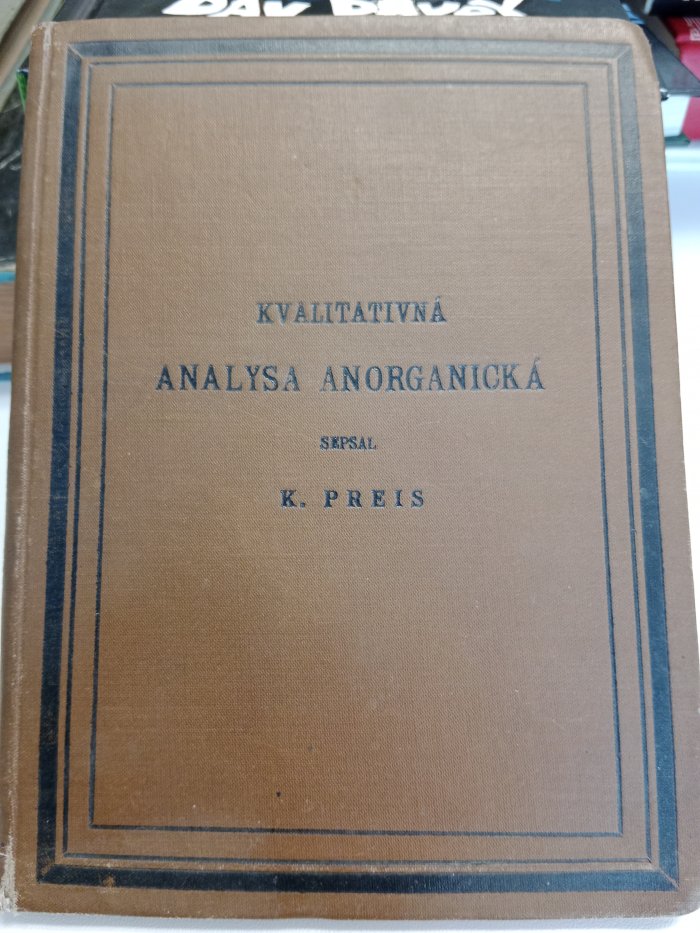 KVALITATIVNÁ
ANALYSA ANORGANICKÁ
SEPSAL
K. PREIS